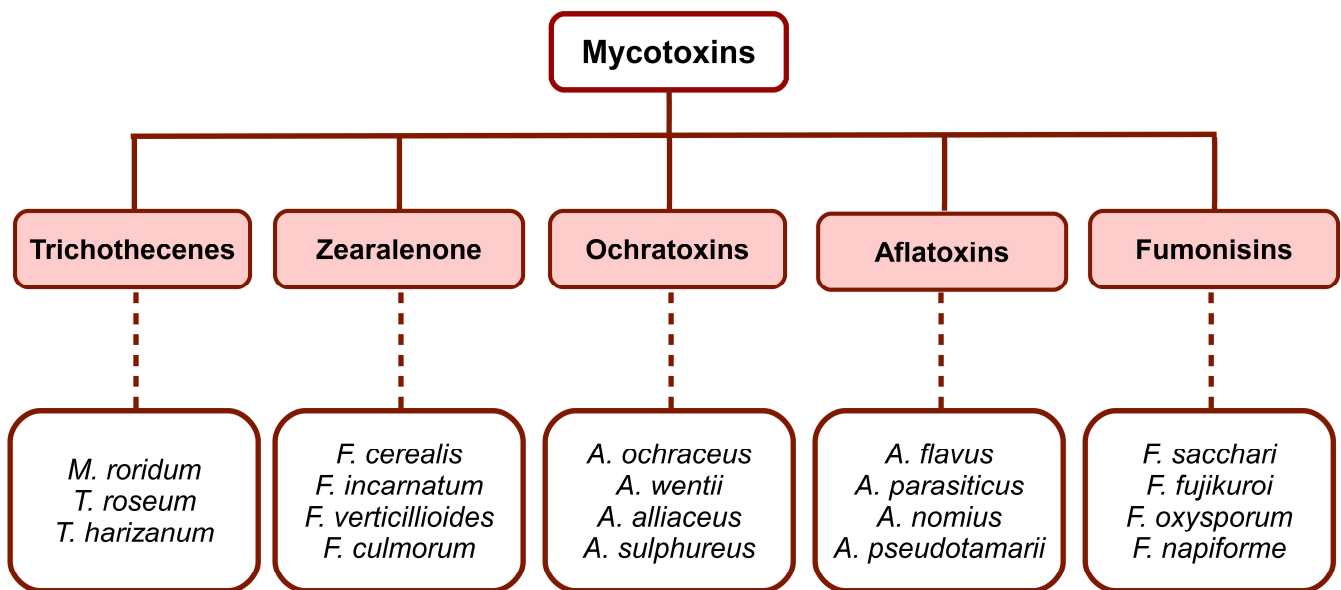 Mycotoxins
Trichothecenes
Zearalenone
Ochratoxins
Aflatoxins
Fumonisins
M. roridum
T. roseum
T. harizanum
F. cerealis
F. incarnatum
F. verticillioides
F. culmorum
A. ochraceus
A. wentii
A. alliaceus
A. sulphureus
A. flavus
A. parasiticus
A. nomius
A. pseudotamarii
F. sacchari
F. fujikuroi
F. oxysporum
F. napiforme